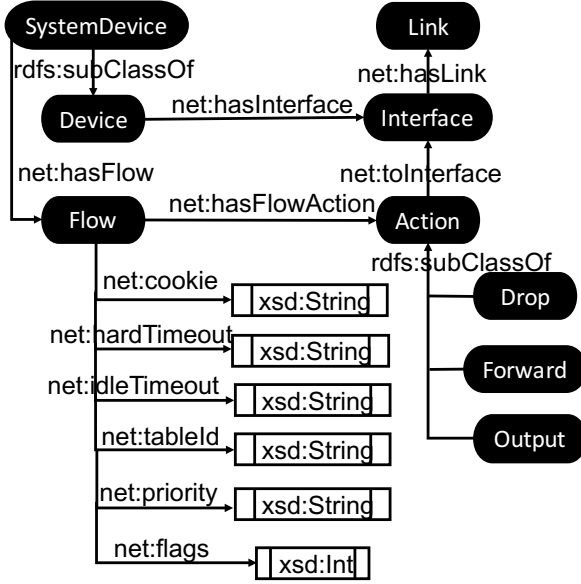 SystemDevice
Link
rdfs:subClassOf
net:hasLink
net:hasInterface
Device
Interface
net:hasFlow
net:toInterface
net:hasFlowAction
Flow
Action
rdfs:subClassOf
net:cookie
xsd:String
Drop
net:hardTimeout
xsd:String
Forward
net:idleTimeout
xsd:String
net:tableId
xsd:String
Output
net:priority
xsd:String
net:flags
xsd:Int